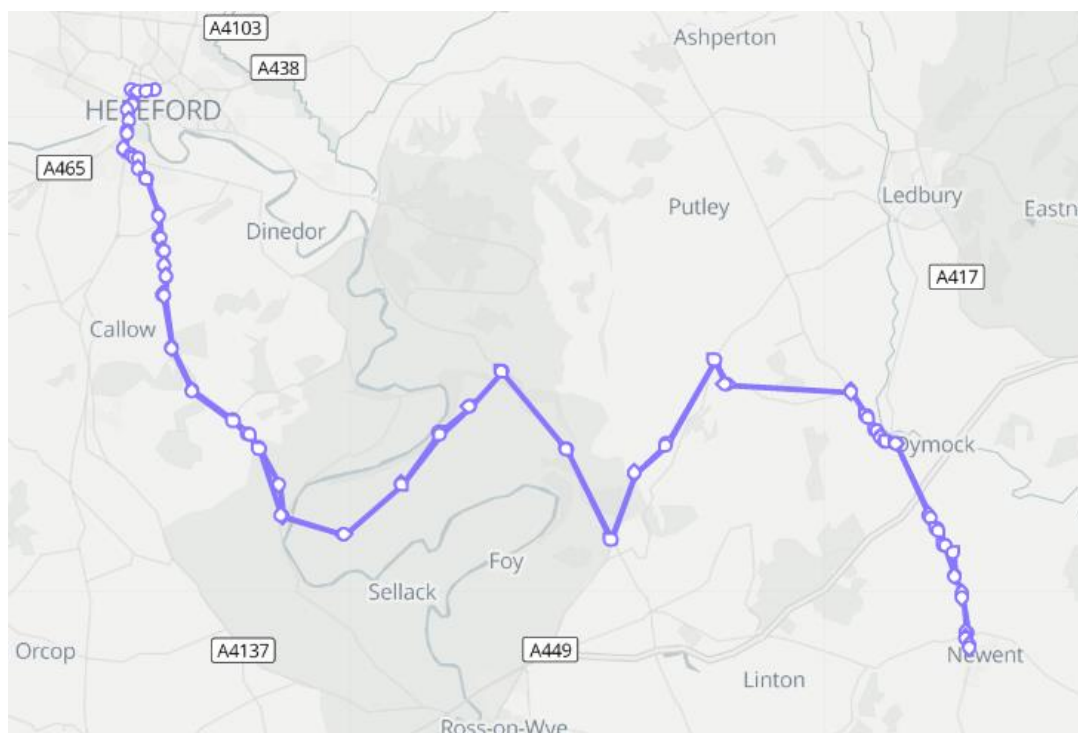 A4103
Ashperton
A438
HEREFORD
A465
Putley
Ledbury
Eastn
Dinedor
A417
Callow
Dymock
Foy
Sellack
Orcop
A4137
A449
Newent
Linton
Ross-on-Wye